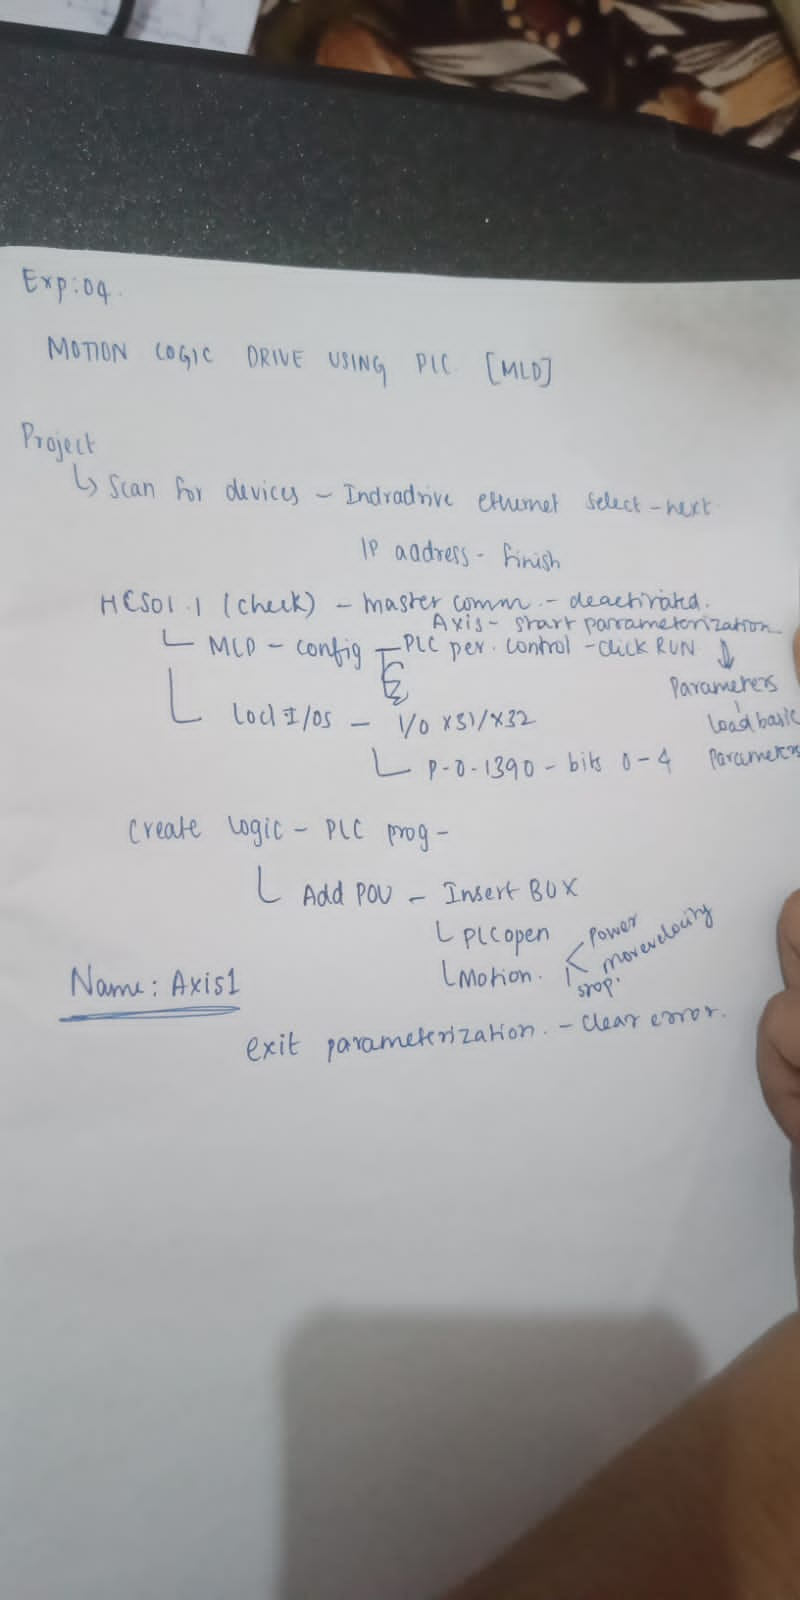 Exp:04.
MOTION LOGIC DRIVE USING PLC. [MLD]
Project
↳ Scan for devices - Indradrive ethernet select - next.
IP address - finish
HCS01.1 (check) - master comm. - deactivated.
Axis - start parameterization
MLD - config - PLC per. control - click RUN
Parameters
Load basic
Parameters
Locl I/Os - I/O X31/X32
P-0-1390 - bits 0-4
Create logic - PLC prog -
Add POU - Insert BOX
PLCopen
Motion.
Power
movevelocity
stop.
Name: Axis1
exit parameterization. - clear error.